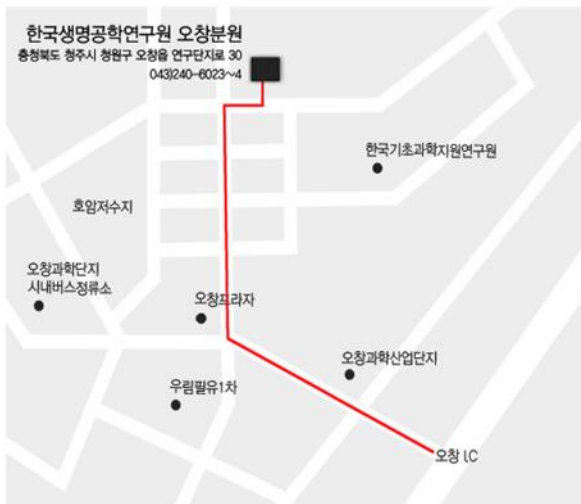 한국생명공학연구원 오창분원
충청북도 청주시 청원구 오창읍 연구단지로 30
043)240-6023~4
한국기초과학지원연구원
호암저수지
오창과학단지
시내버스정류소
오창프라자
오창과학산업단지
우림필유1차
오창 I.C